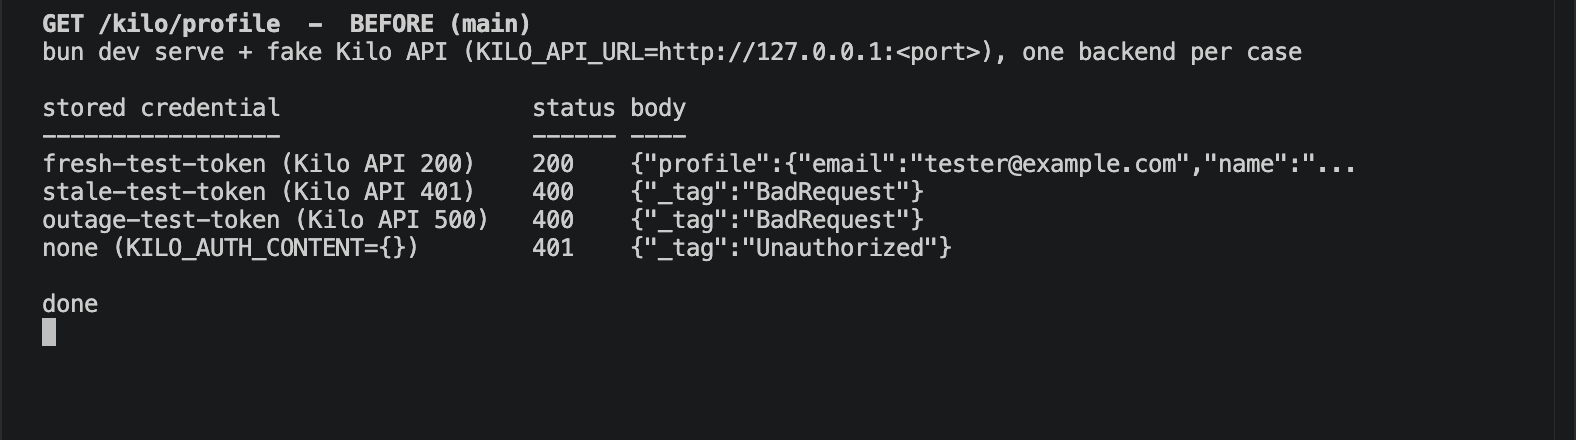 GET /kilo/profile  –  BEFORE (main)
bun dev serve + fake Kilo API (KILO_API_URL=http://127.0.0.1:<port>), one backend per case
stored credential                  status body
-----------------                  ------ ----
fresh-test-token (Kilo API 200)    200    {"profile":{"email":"tester@example.com","name":"...
stale-test-token (Kilo API 401)    400    {"_tag":"BadRequest"}
outage-test-token (Kilo API 500)   400    {"_tag":"BadRequest"}
none (KILO_AUTH_CONTENT={})        401    {"_tag":"Unauthorized"}
done